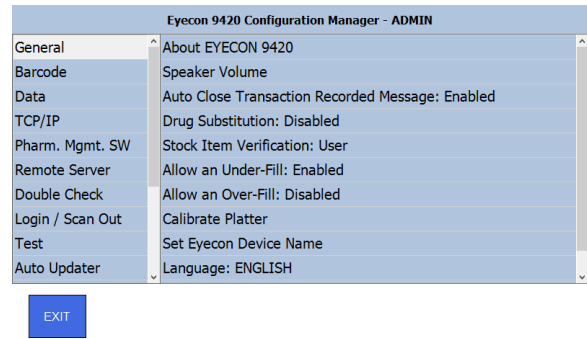 Eyecon 9420 Configuration Manager - ADMIN
General
Barcode
Data
TCP/IP
Pharm. Mgmt. SW
Remote Server
Double Check
Login / Scan Out
Test
Auto Updater
About EYECON 9420
Speaker Volume
Auto Close Transaction Recorded Message: Enabled
Drug Substitution: Disabled
Stock Item Verification: User
Allow an Under-Fill: Enabled
Allow an Over-Fill: Disabled
Calibrate Platter
Set Eyecon Device Name
Language: ENGLISH
EXIT